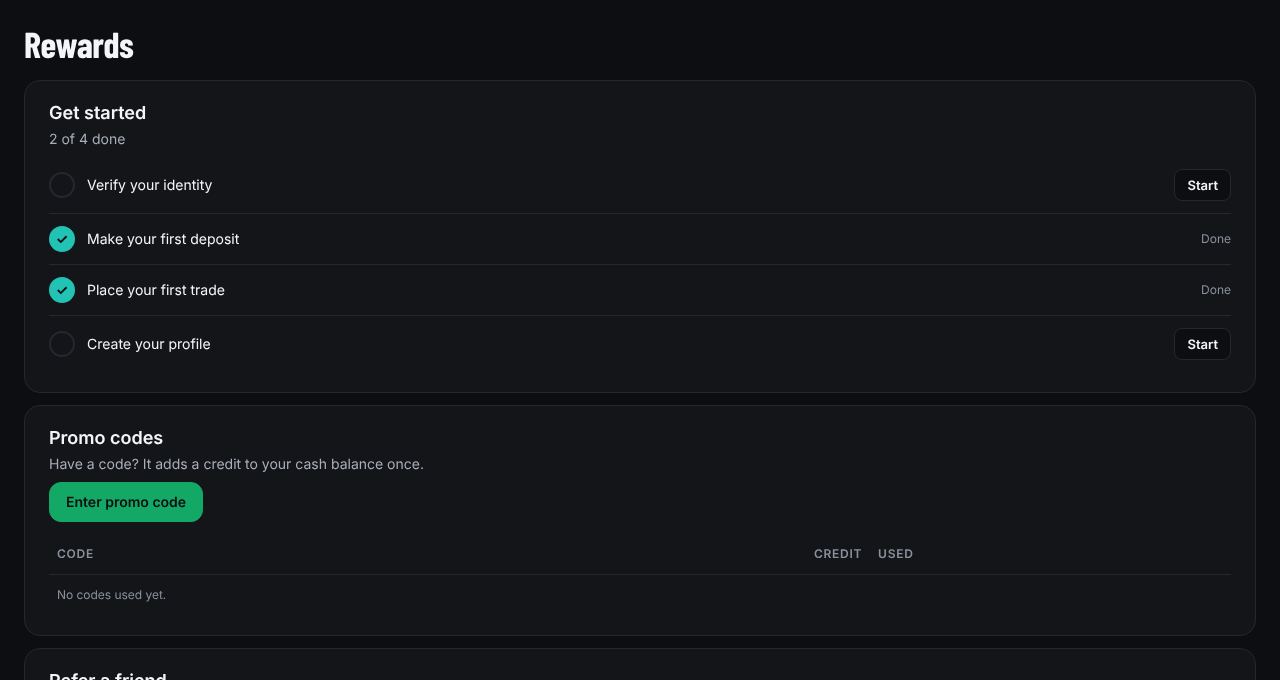 Rewards
Get started
2 of 4 done
Verify your identity
Start
Make your first deposit
Done
Place your first trade
Done
Create your profile
Start
Promo codes
Have a code? It adds a credit to your cash balance once.
Enter promo code
CODE CREDIT USED
No codes used yet.
Refer a friend